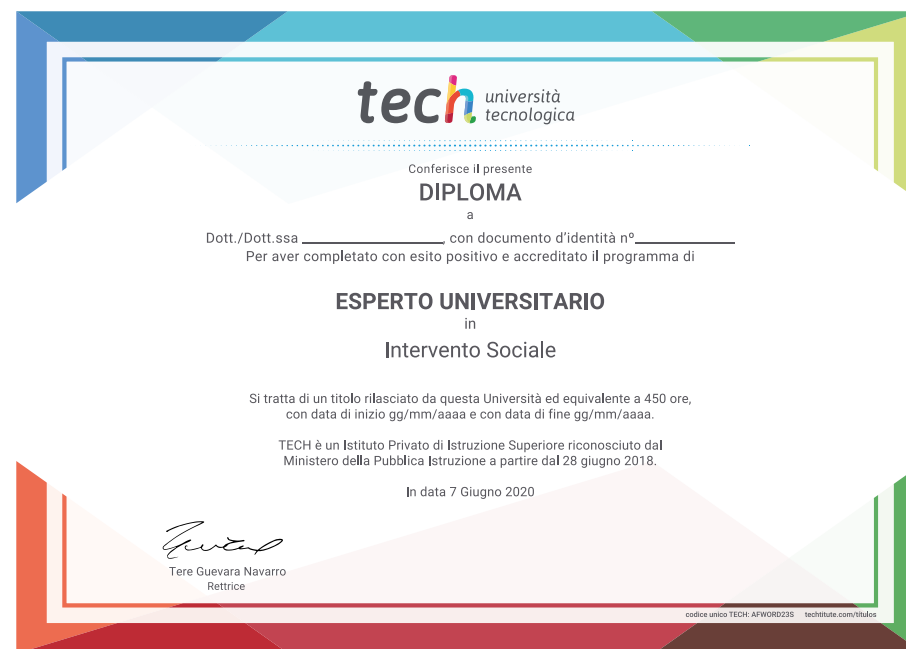 tech università
tecnologica
Conferisce il presente
DIPLOMA
a
Dott./Dott.ssa , con documento d'identità nº
Per aver completato con esito positivo e accreditato il programma di
ESPERTO UNIVERSITARIO
in
Intervento Sociale
Si tratta di un titolo rilasciato da questa Università ed equivalente a 450 ore,
con data di inizio gg/mm/aaaa e con data di fine gg/mm/aaaa.
TECH è un Istituto Privato di Istruzione Superiore riconosciuto dal
Ministero della Pubblica Istruzione a partire dal 28 giugno 2018.
In data 7 Giugno 2020
Tere Guevara Navarro
Rettrice
codice unico TECH: AFWORD23S techtitute.com/titulos